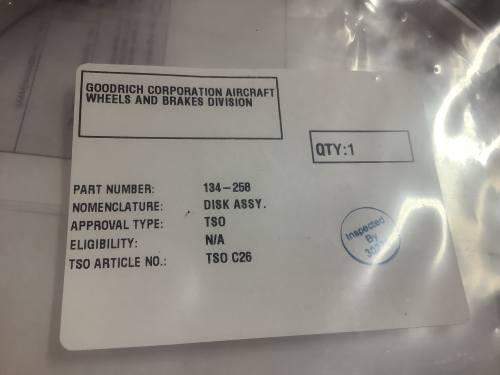 GOODRICH CORPORATION AIRCRAFT
WHEELS AND BRAKES DIVISION
QTY:1
PART NUMBER: 134-258
NOMENCLATURE: DISK ASSY.
APPROVAL TYPE: TSO
ELIGIBILITY: N/A
TSO ARTICLE NO.: TSO C26
Inspected
By